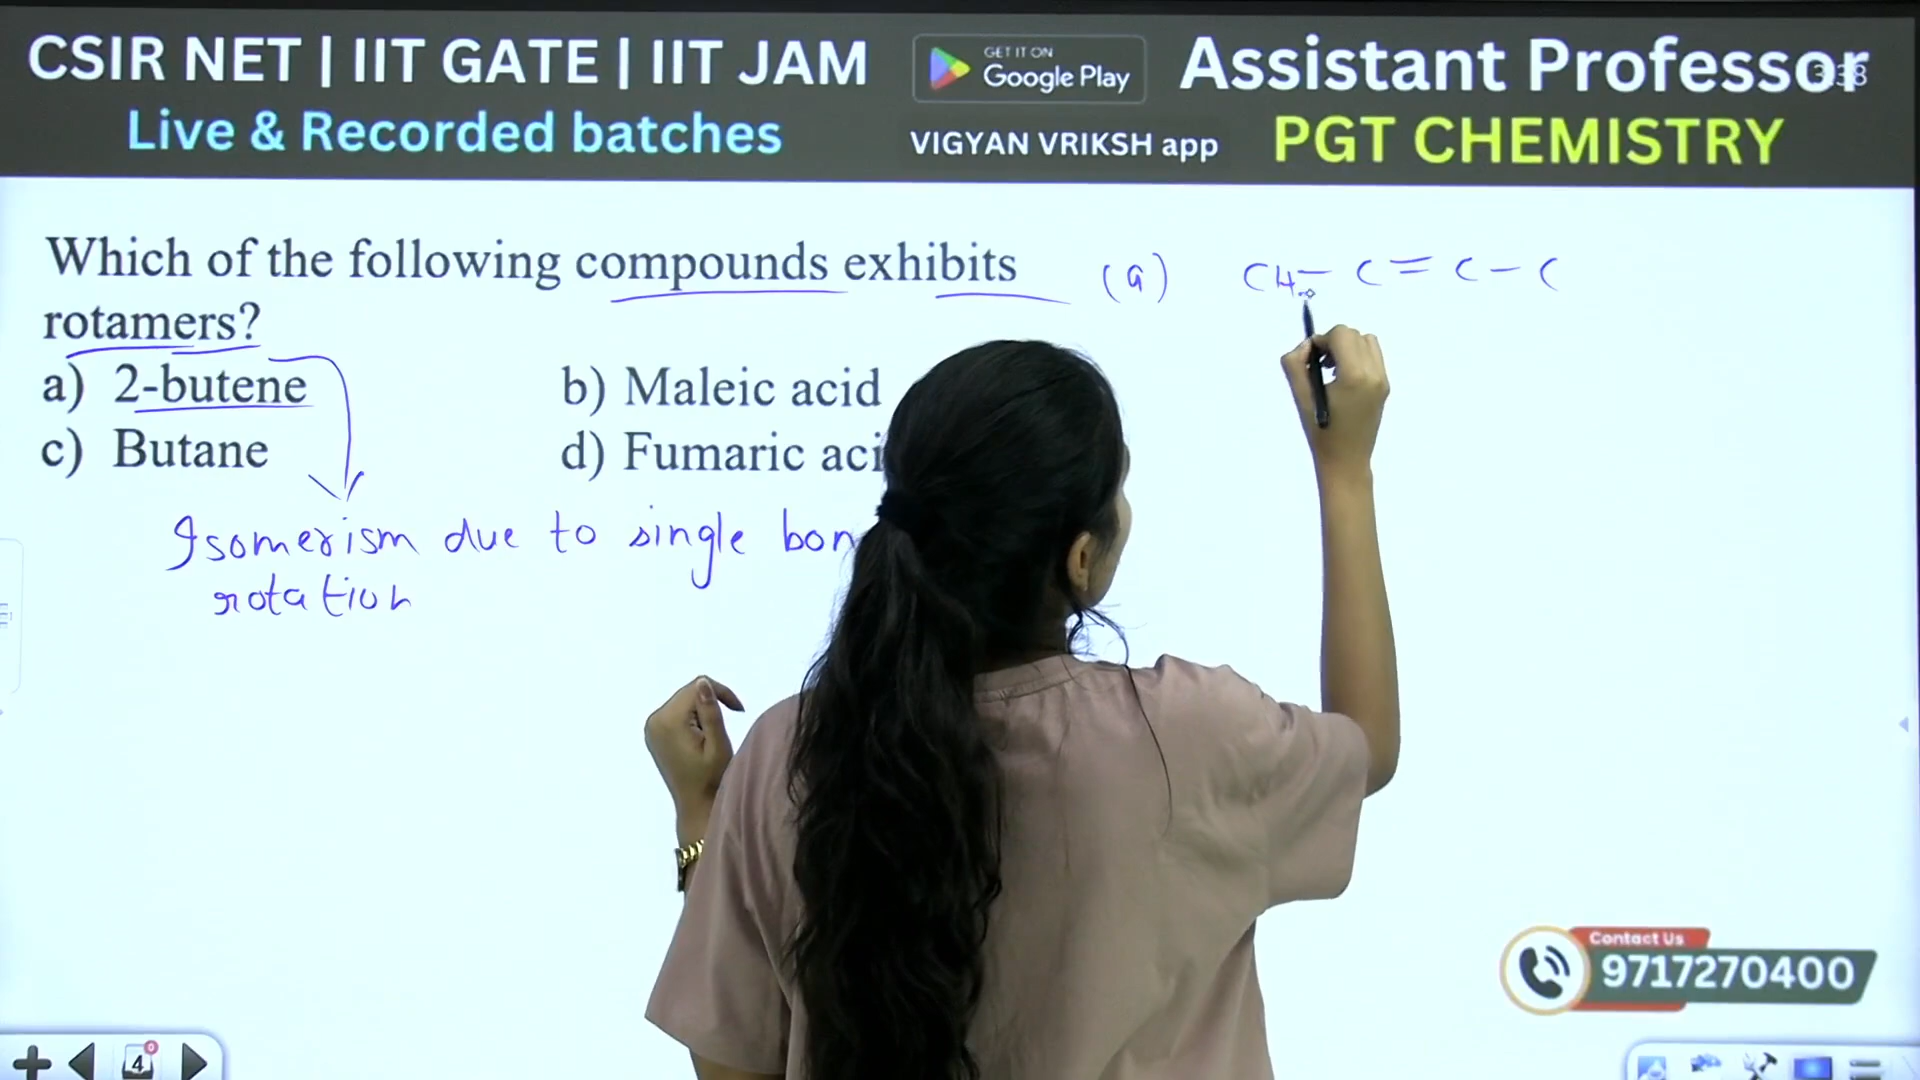 CSIR NET | IIT GATE | IIT JAM
Live & Recorded batches
GET IT ON
Google Play
VIGYAN VRIKSH app
Assistant Professor
PGT CHEMISTRY
Which of the following compounds exhibits
rotamers?
a) 2-butene
b) Maleic acid
c) Butane
d) Fumaric aci
Isomerism due to single bon
rotation
(a) CH3 - C = C - C
Contact Us
9717270400
4
0